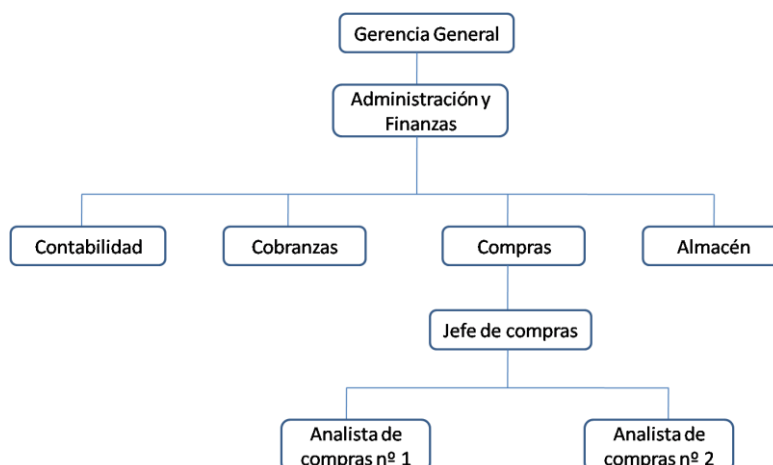 Gerencia General
Administración y
Finanzas
Contabilidad
Cobranzas
Compras
Almacén
Jefe de compras
Analista de
compras nº 1
Analista de
compras nº 2